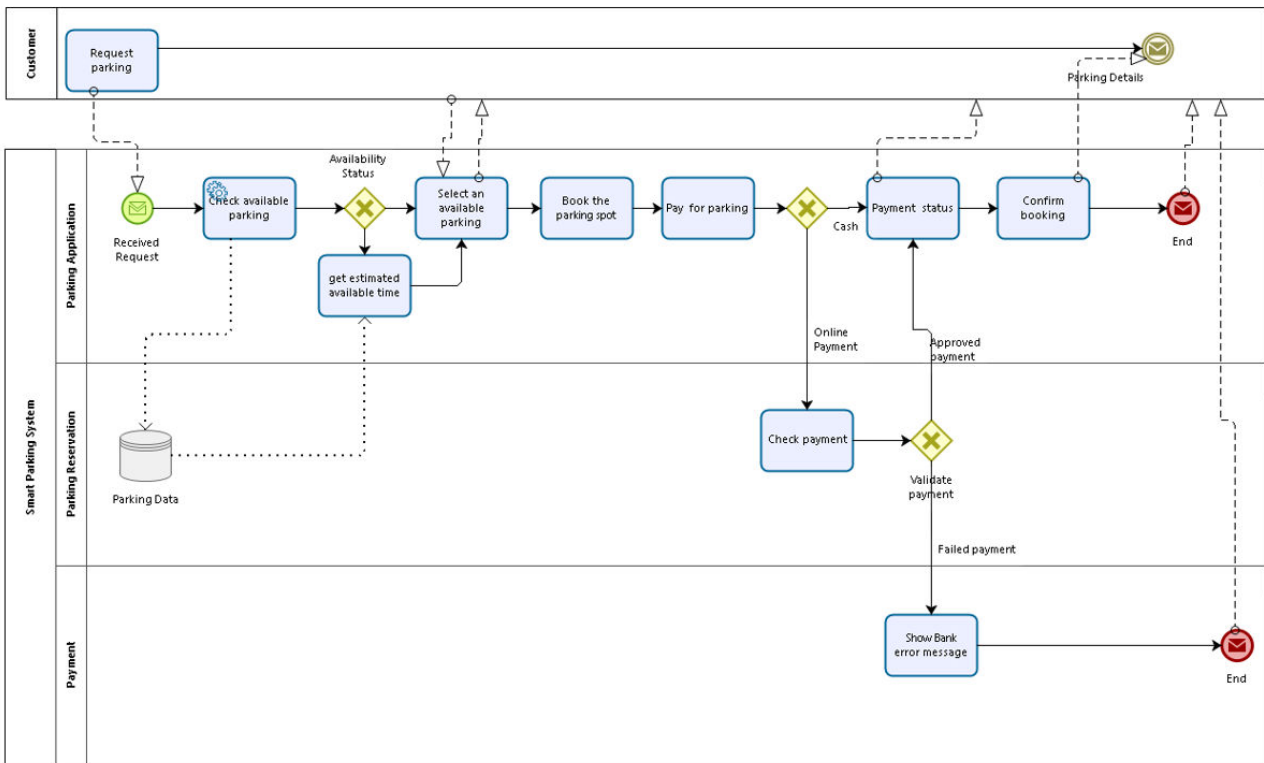 Customer
Request
parking
Parking Details
Smart Parking System
Parking Application
Received
Request
Check available
parking
Availability
Status
get estimated
available time
Select an
available
parking
Book the
parking spot
Pay for parking
Cash
Online
Payment
Payment status
Confirm
booking
End
Approved
payment
Parking Reservation
Parking Data
Check payment
Validate
payment
Failed payment
Payment
Show Bank
error message
End